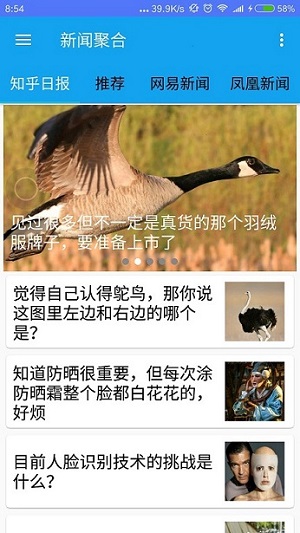 8:54
39.9K/s
58%
新闻聚合
知乎日报
推荐
网易新闻
凤凰新闻
见过很多但不一定是真货的那个羽绒
服牌子，要准备上市了
觉得自己认得鸵鸟，那你说
这图里左边和右边的哪个
是？
知道防晒很重要，但每次涂
防晒霜整个脸都白花花的，
好烦
目前人脸识别技术的挑战是
什么？